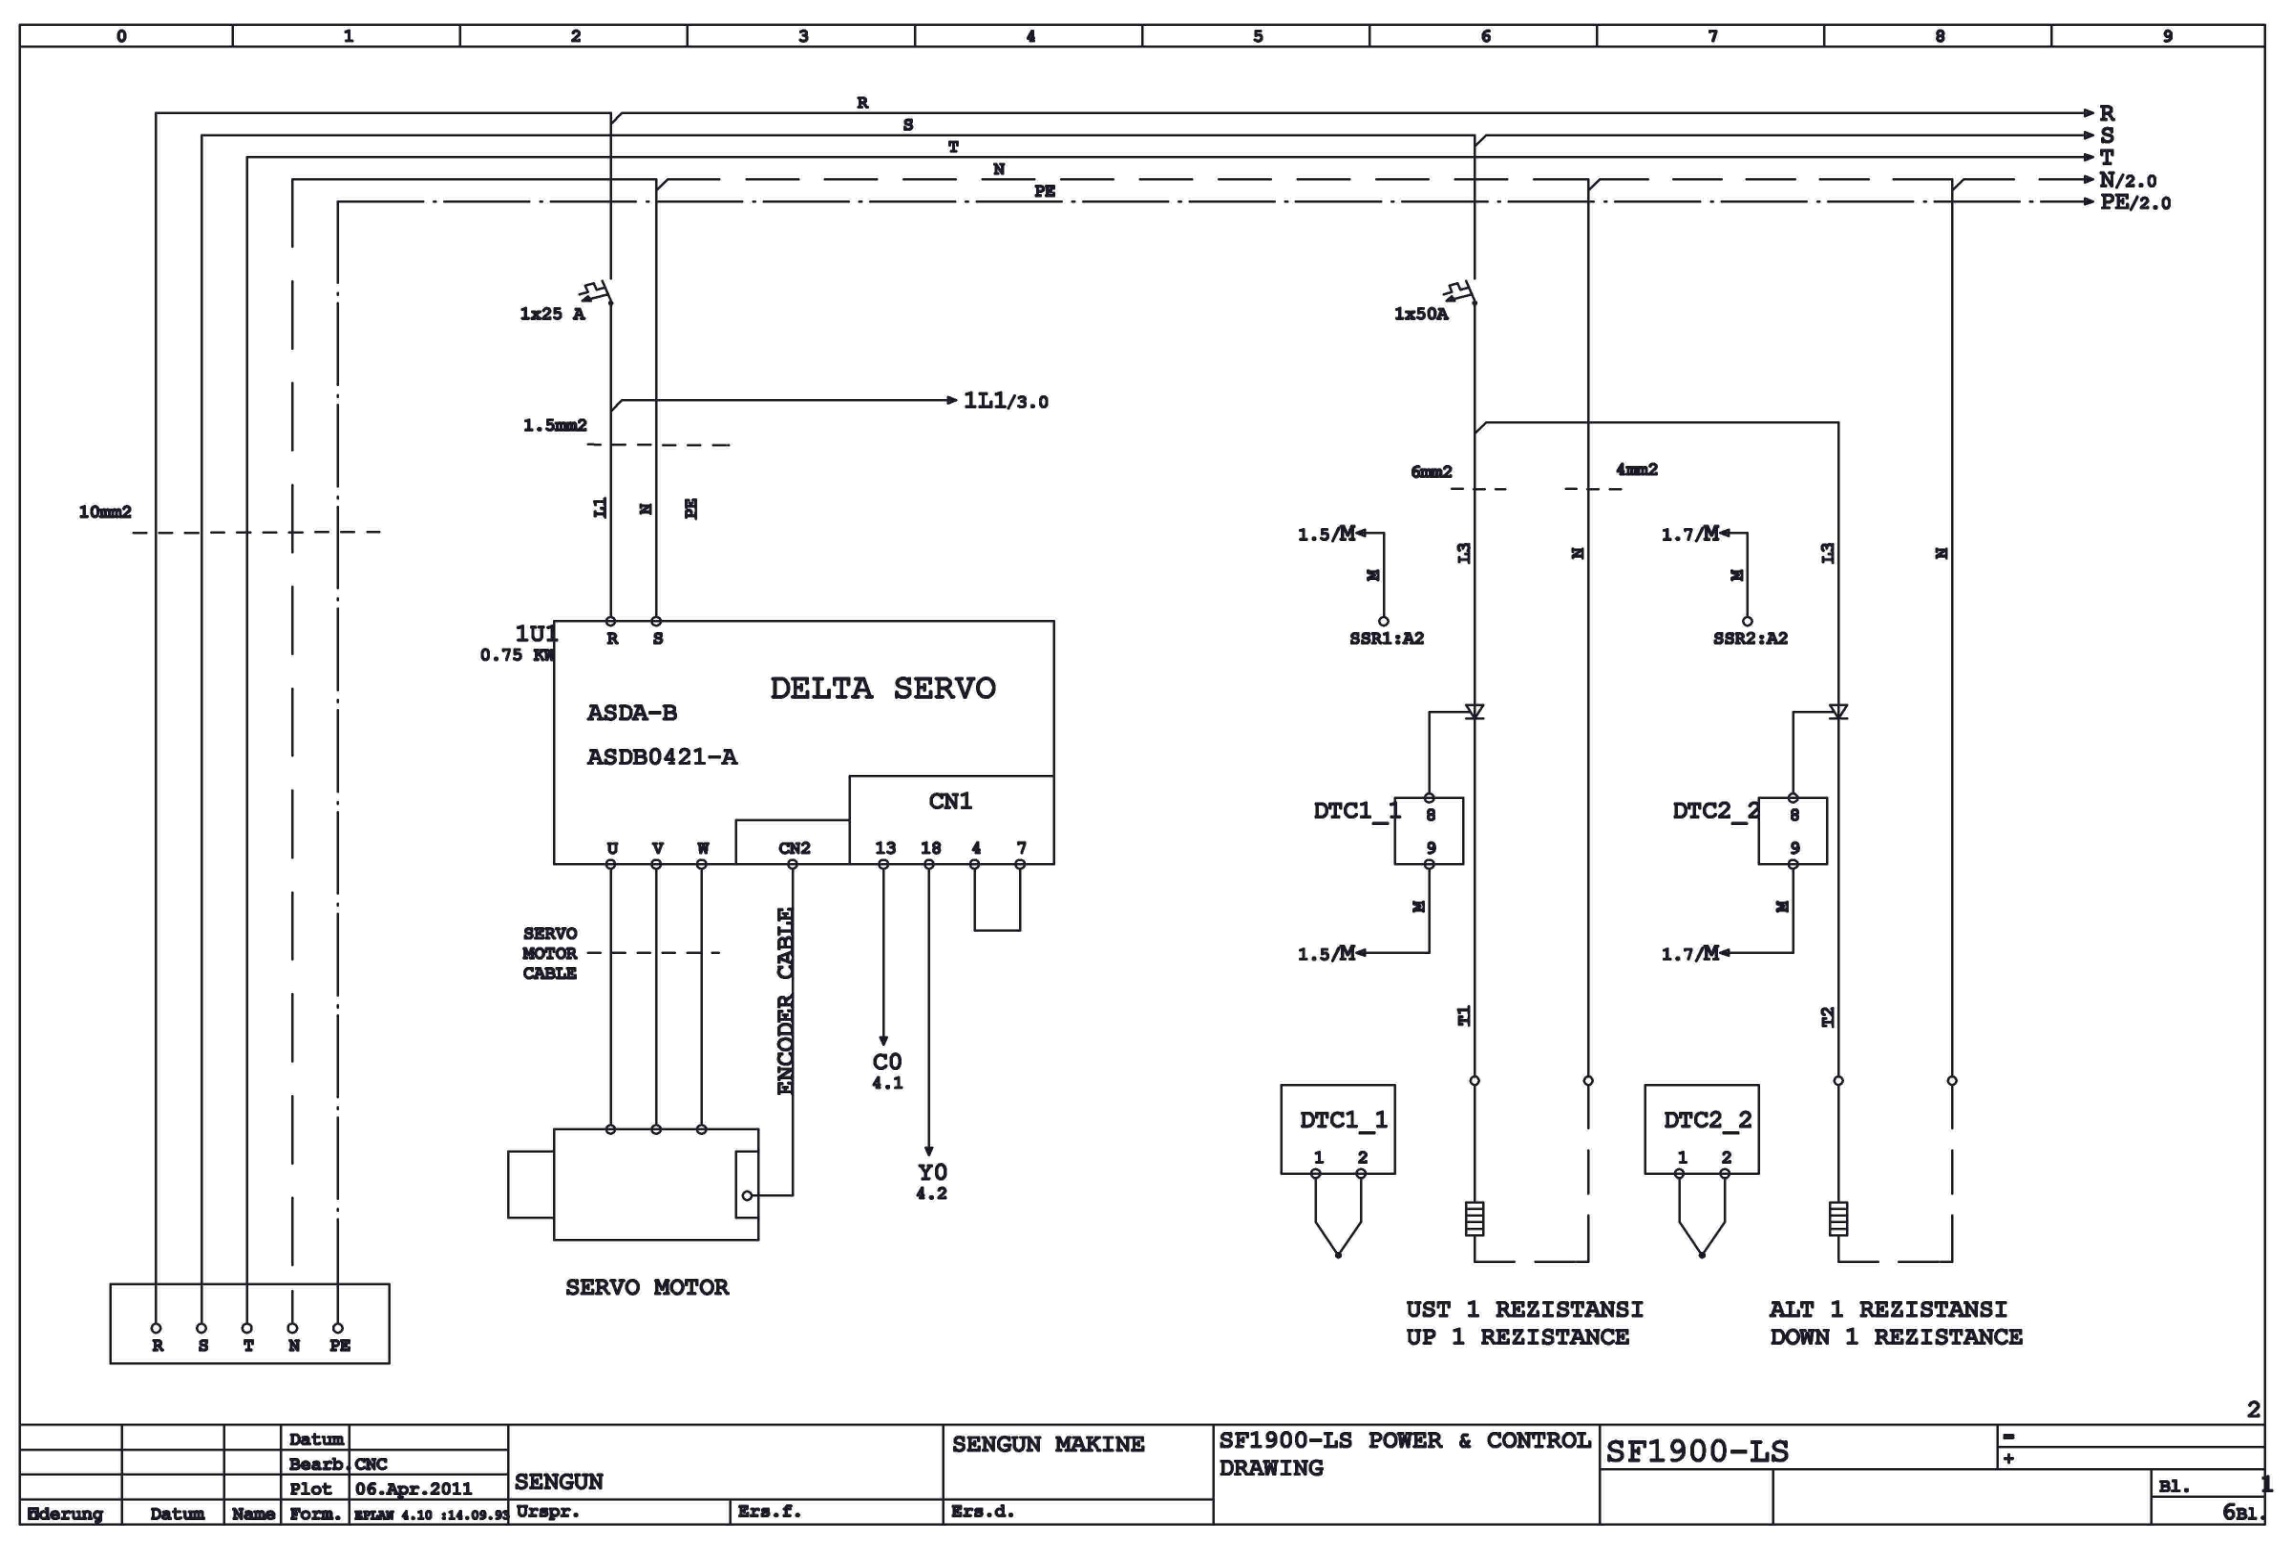 0 1 2 3 4 5 6 7 8 9
R
R
S
S
T
T
N
N/2.0
PE
PE/2.0
1x25 A
1x50A
1L1/3.0
1.5mm2
6mm2
4mm2
10mm2
L1
N
PE
1.5/M
M
L3
N
1.7/M
M
L3
N
1U1
0.75 KW
R S
SSR1:A2
SSR2:A2
DELTA SERVO
ASDA-B
ASDB0421-A
CN1
U V W CN2 13 18 4 7
DTC1_1
8
9
DTC2_2
8
9
M
M
SERVO
MOTOR
CABLE
ENCODER CABLE
1.5/M
1.7/M
T1
T2
C0
4.1
Y0
4.2
DTC1_1
1 2
DTC2_2
1 2
SERVO MOTOR
UST 1 REZISTANSI
UP 1 REZISTANCE
ALT 1 REZISTANSI
DOWN 1 REZISTANCE
R S T N PE
2
Datum
Bearb. CNC
Plot 06.Apr.2011
derung Datum Name Form. EPLAN 4.10 :14.09.93
SENGUN
Urspr. Ers.f. Ers.d.
SENGUN MAKINE
SF1900-LS POWER & CONTROL
DRAWING
SF1900-LS
=
+
Bl. 1
6Bl.